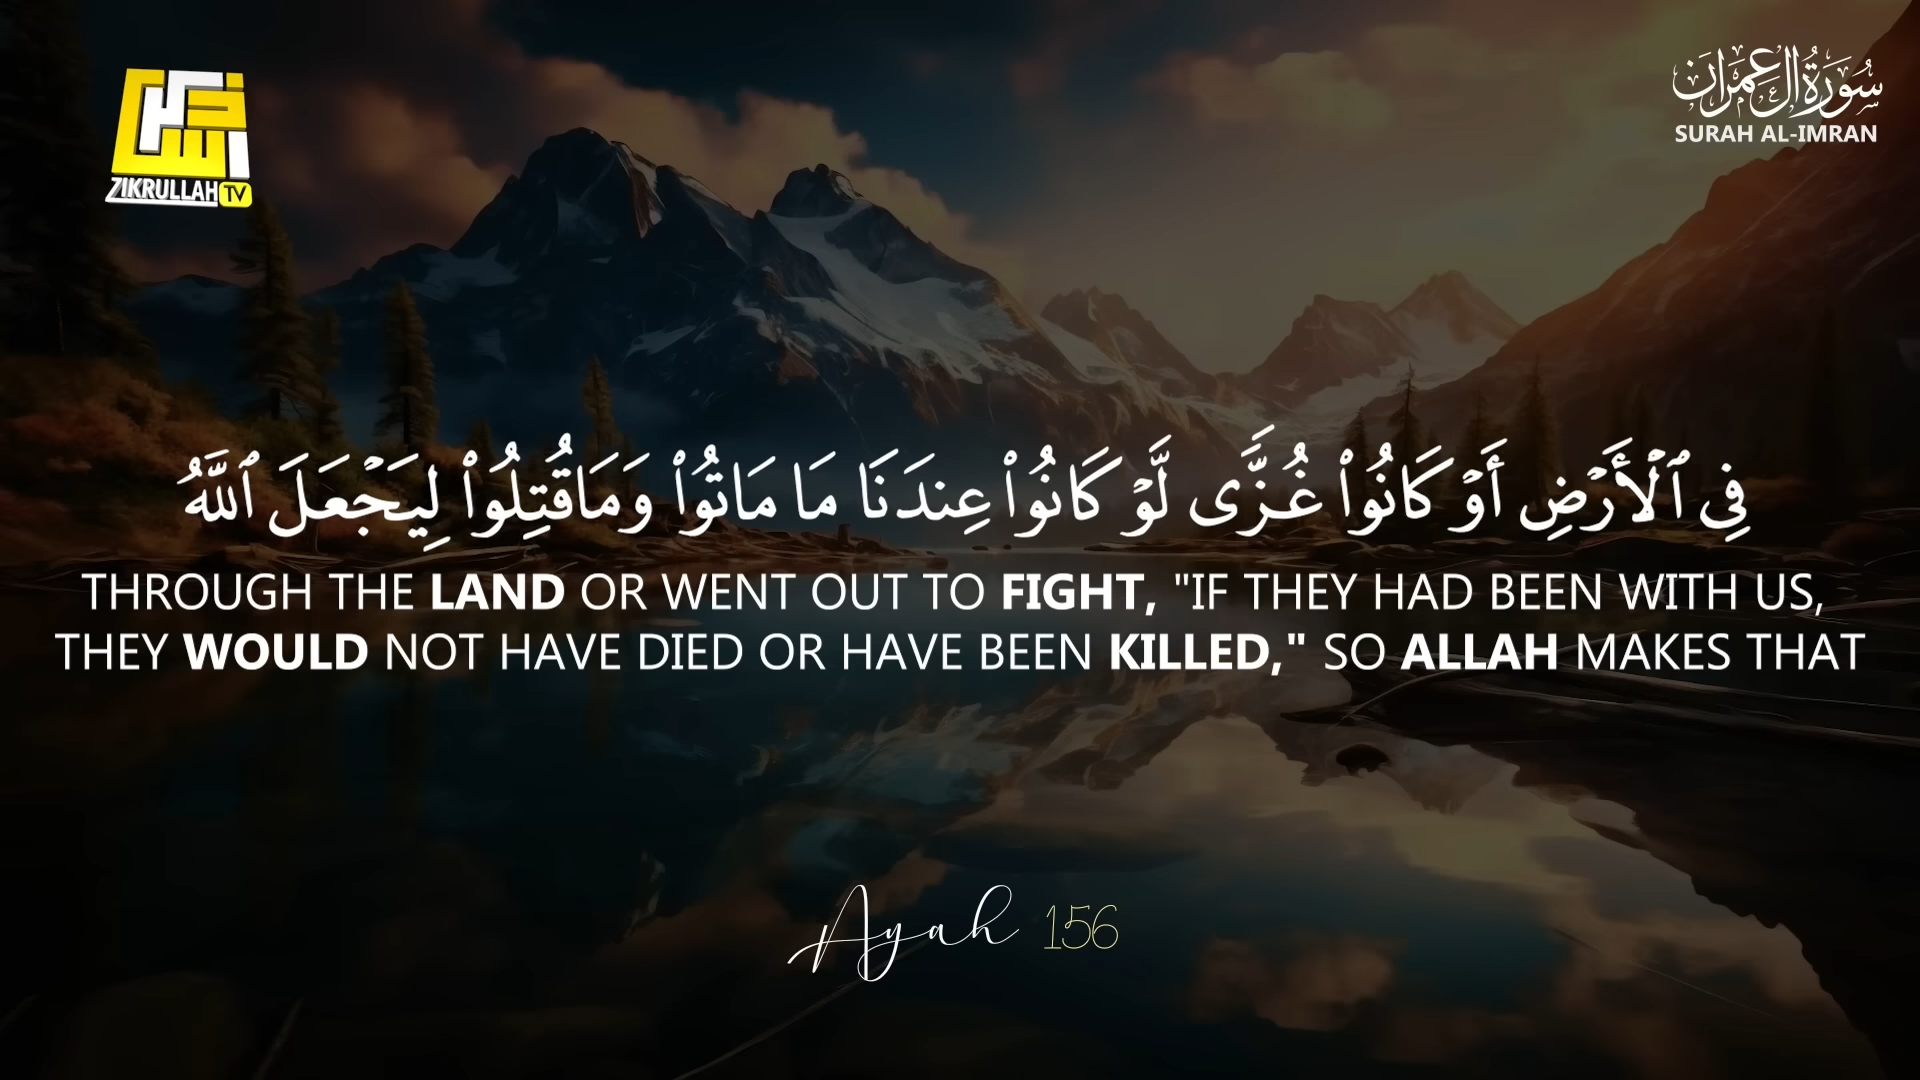 ذكر الله
ZIKRULLAH TV
سُورَةُ آلِ عِمْرَان
SURAH AL-IMRAN
فِي ٱلْأَرْضِ أَوْ كَانُوا۟ غُزًّى لَّوْ كَانُوا۟ عِندَنَا مَا مَاتُوا۟ وَمَا قُتِلُوا۟ لِيَجْعَلَ ٱللَّهُ
THROUGH THE LAND OR WENT OUT TO FIGHT, "IF THEY HAD BEEN WITH US,
THEY WOULD NOT HAVE DIED OR HAVE BEEN KILLED," SO ALLAH MAKES THAT
Ayah 156